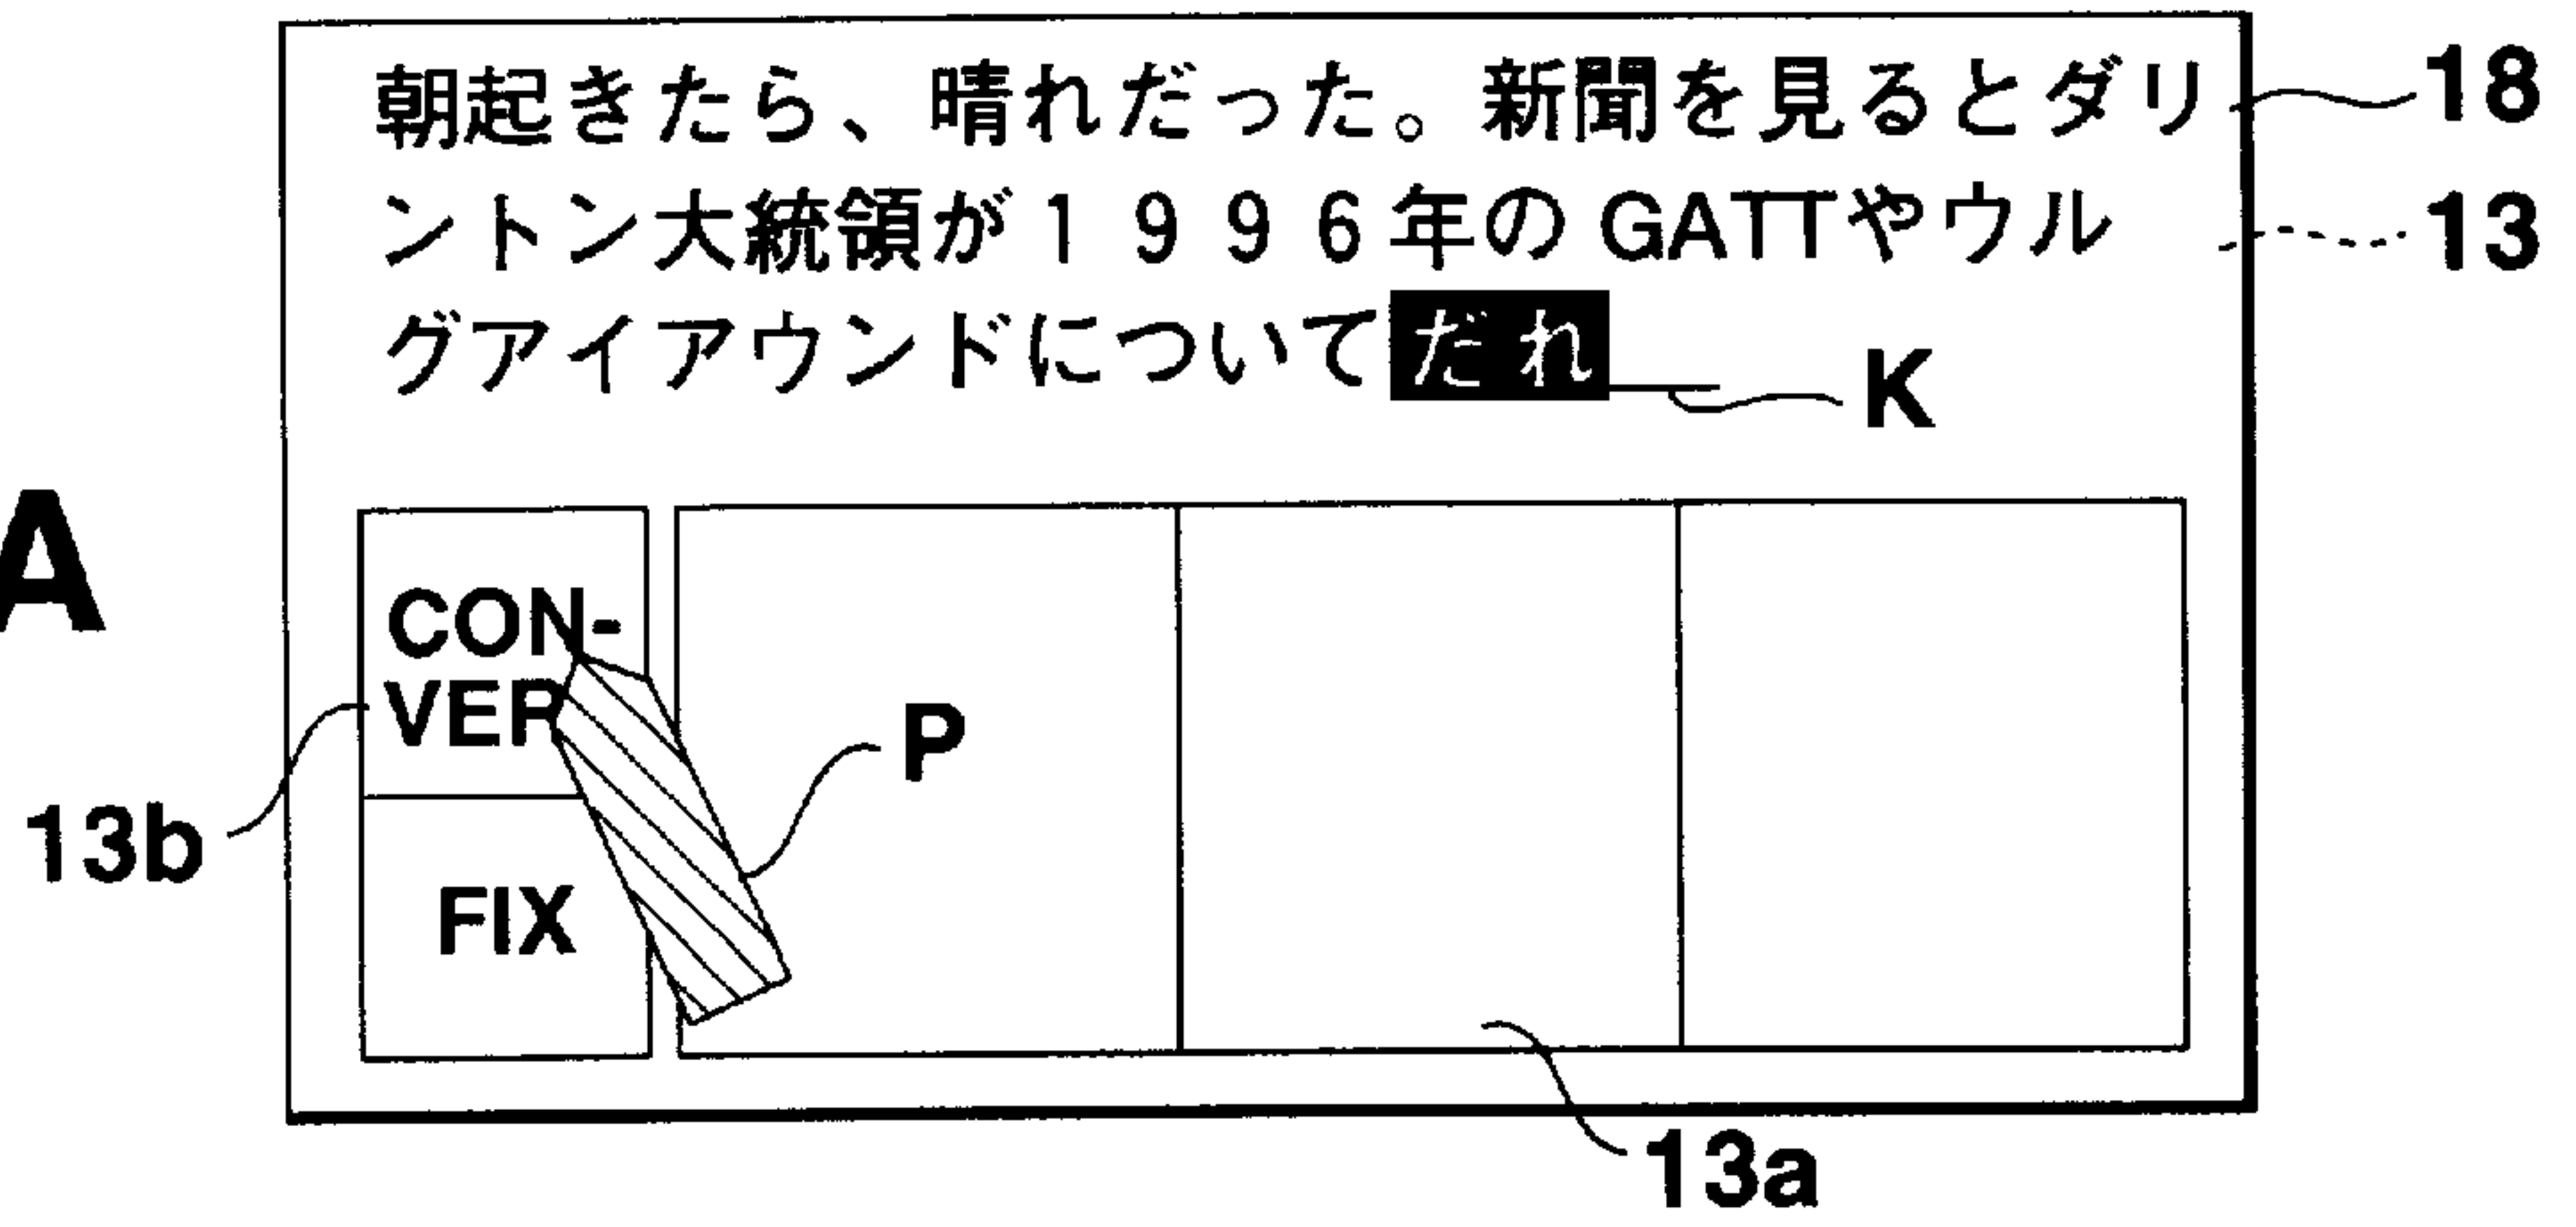 朝起きたら、晴れだった。新聞を見るとダリ
ントン大統領が1996年のGATTやウル
グアイアウンドについてだれ
18
13
K
A
CON-
VER
P
13b
FIX
13a